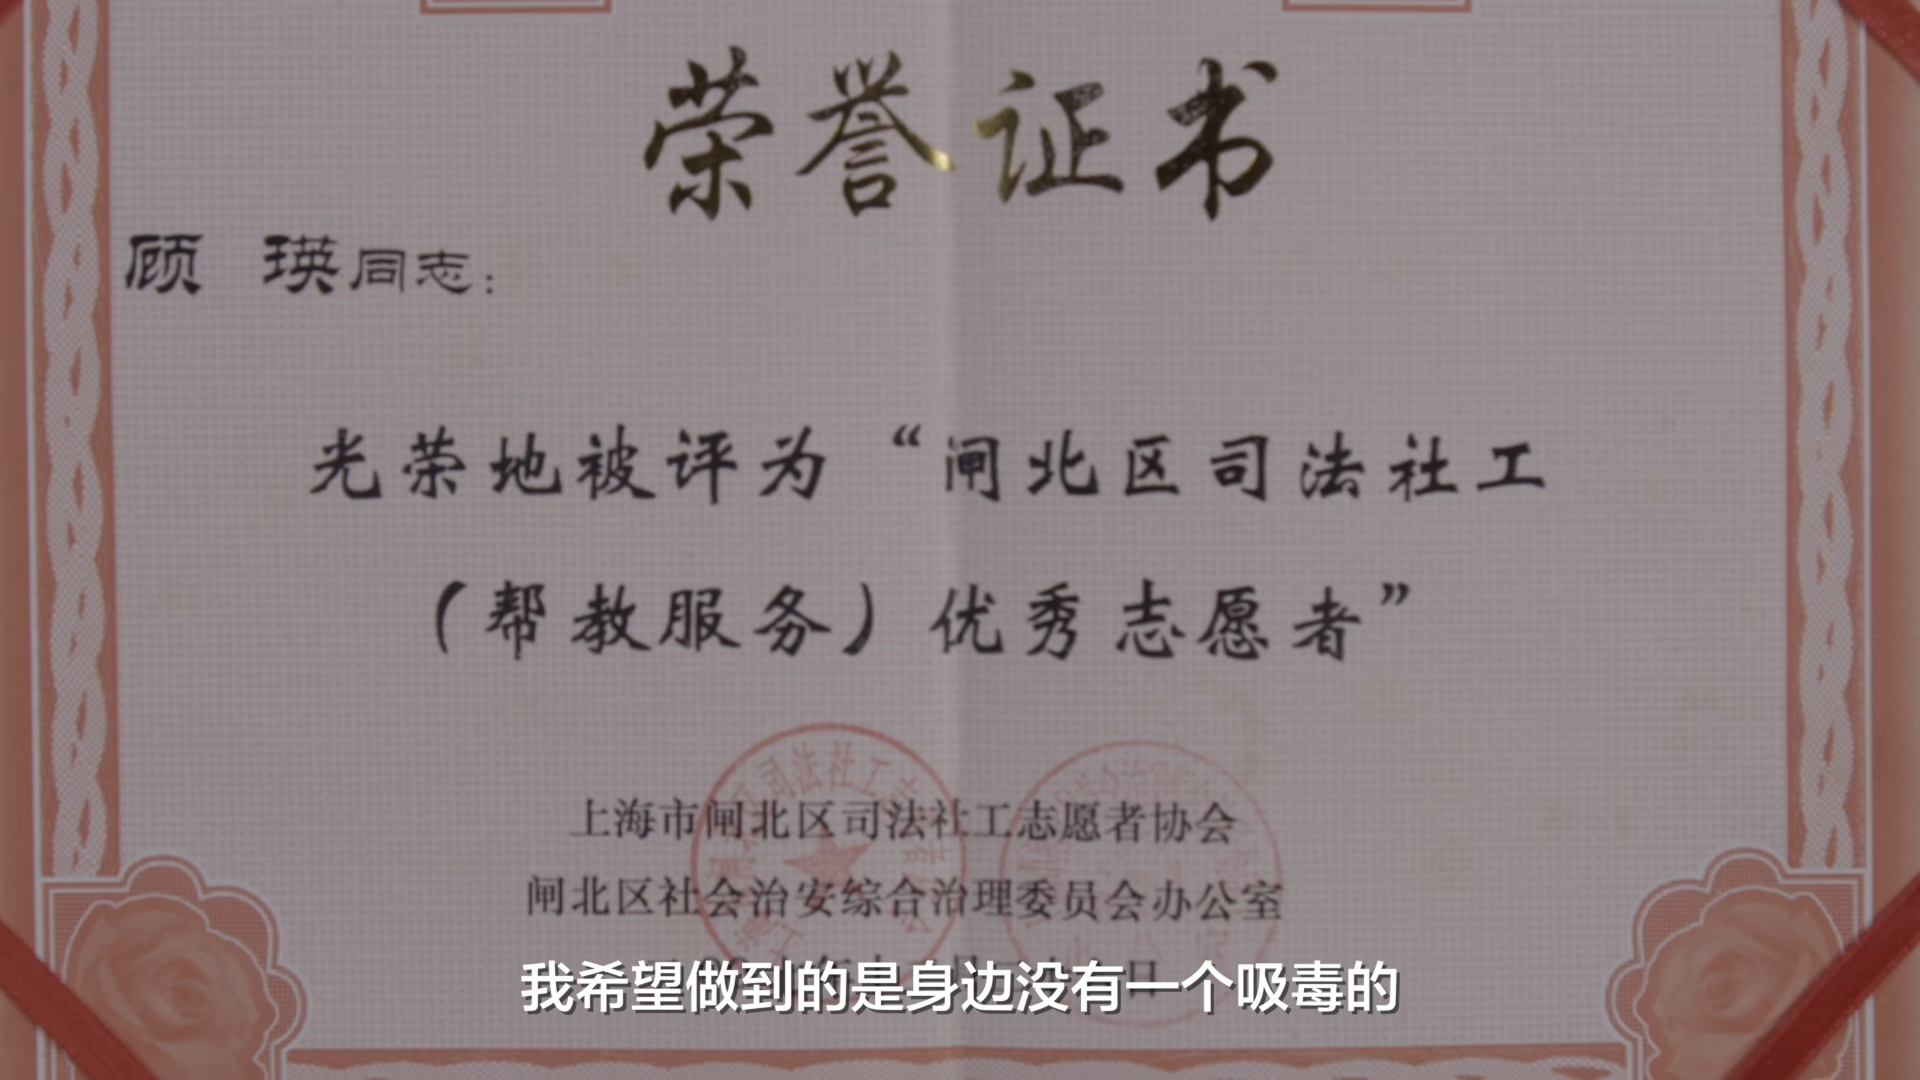 荣誉证书
顾 瑛同志：
光荣地被评为“闸北区司法社工
（帮教服务）优秀志愿者”
上海市闸北区司法社工志愿者协会
闸北区社会治安综合治理委员会办公室
我希望做到的是身边没有一个吸毒的